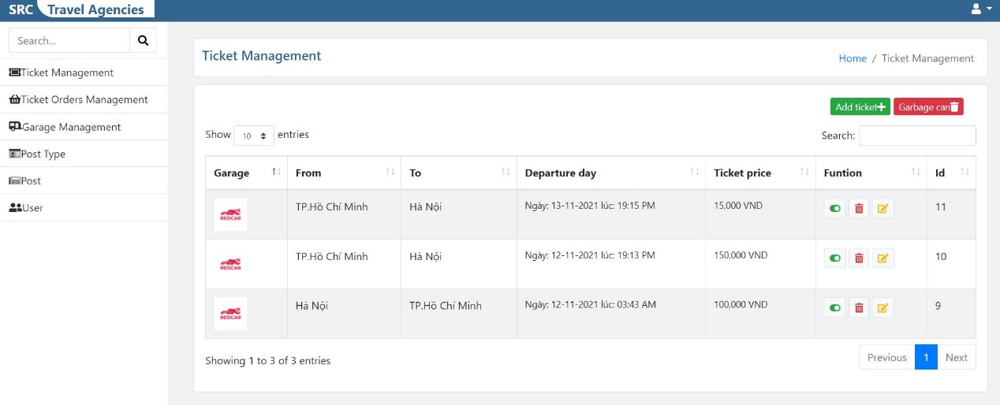 SRC Travel Agencies
Search...
Ticket Management
Ticket Orders Management
Garage Management
Post Type
Post
User
Ticket Management
Home / Ticket Management
Add ticket Garbage can
Show 10 entries
Search:
Garage From To Departure day Ticket price Funtion Id
REDCAR TP.Hồ Chí Minh Hà Nội Ngày: 13-11-2021 lúc: 19:15 PM 15,000 VND 11
REDCAR TP.Hồ Chí Minh Hà Nội Ngày: 12-11-2021 lúc: 19:13 PM 150,000 VND 10
REDCAR Hà Nội TP.Hồ Chí Minh Ngày: 12-11-2021 lúc: 03:43 AM 100,000 VND 9
Showing 1 to 3 of 3 entries
Previous 1 Next